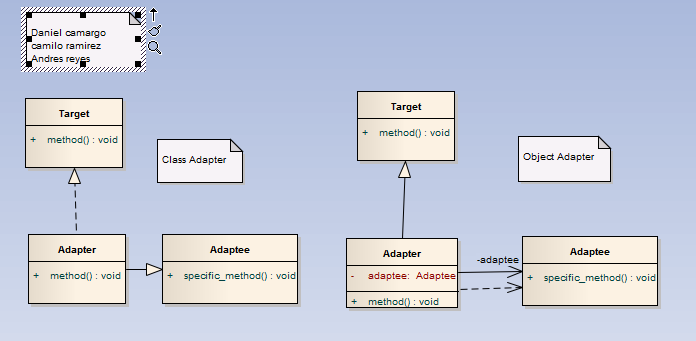 Daniel camargo
camilo ramirez
Andres reyes
Target
+ method() : void
Class Adapter
Adapter
+ method() : void
Adaptee
+ specific_method() : void
Target
+ method() : void
Object Adapter
Adapter
- adaptee: Adaptee
+ method() : void
-adaptee
Adaptee
+ specific_method() : void